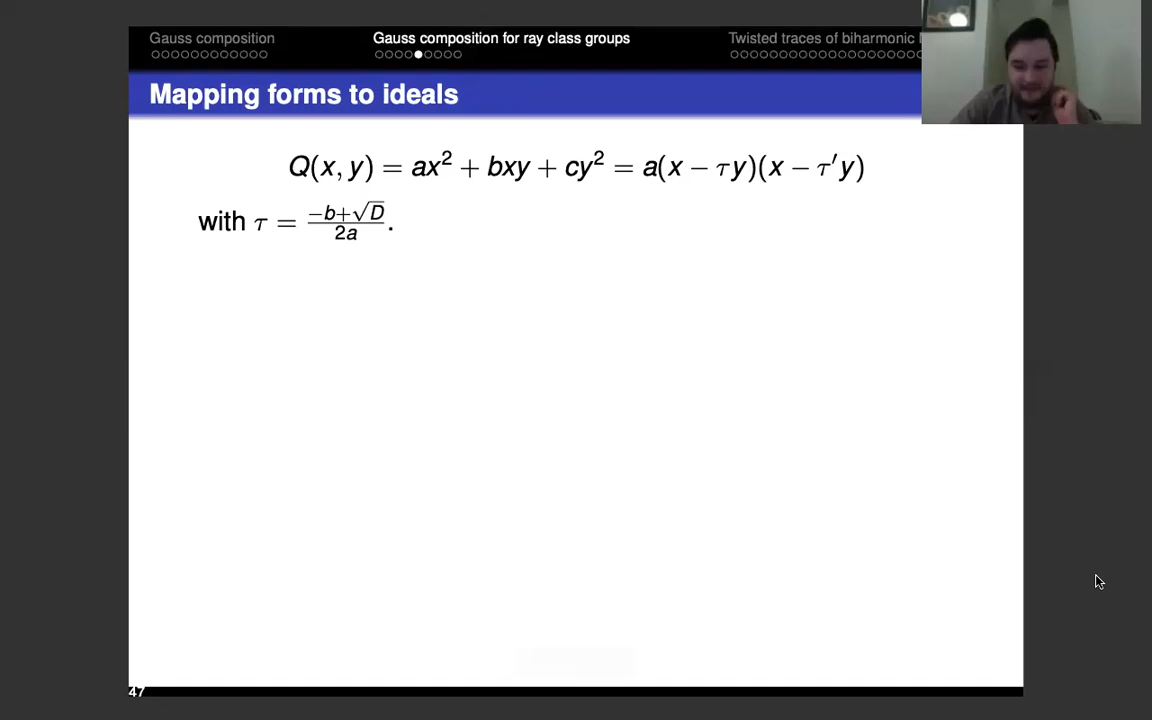 Gauss composition
Gauss composition for ray class groups
Twisted traces of biharmonic
Mapping forms to ideals
Q(x, y) = ax² + bxy + cy² = a(x − τy)(x − τ′y)
with τ = (−b+√D)/2a.
47